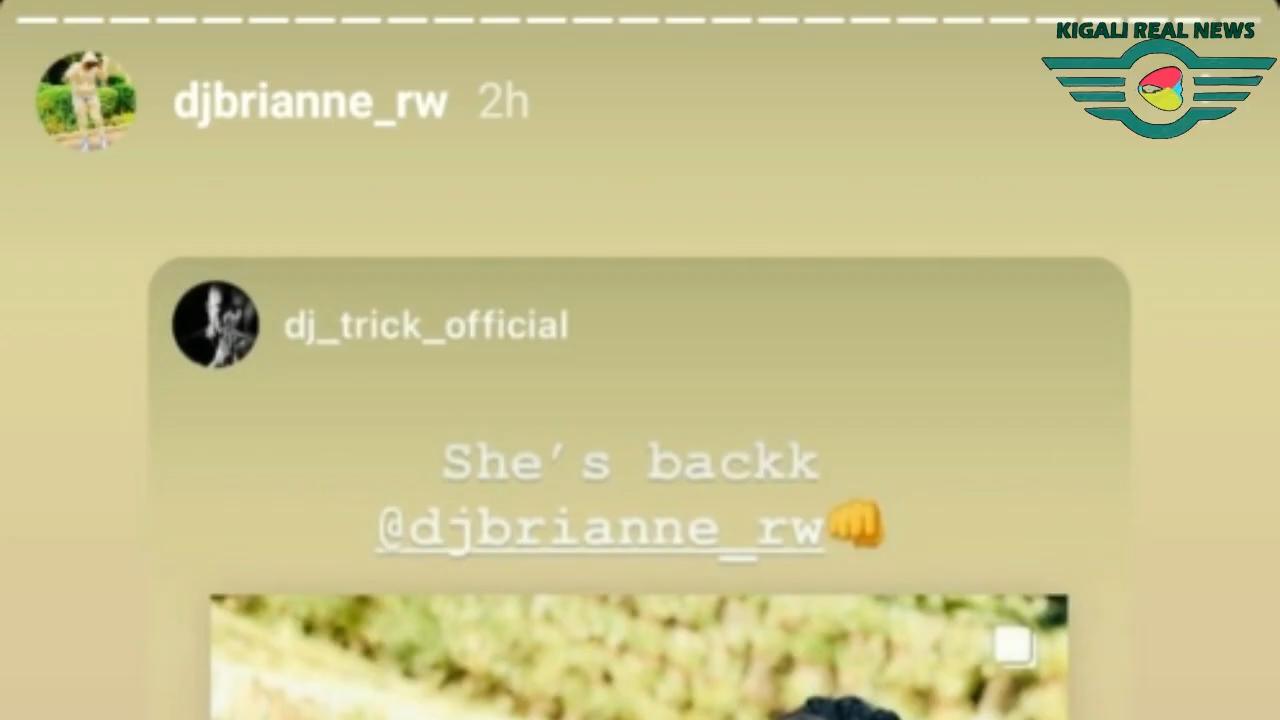 KIGALI REAL NEWS
djbrianne_rw 2h
dj_trick_official
She's backk
@djbrianne_rw👊